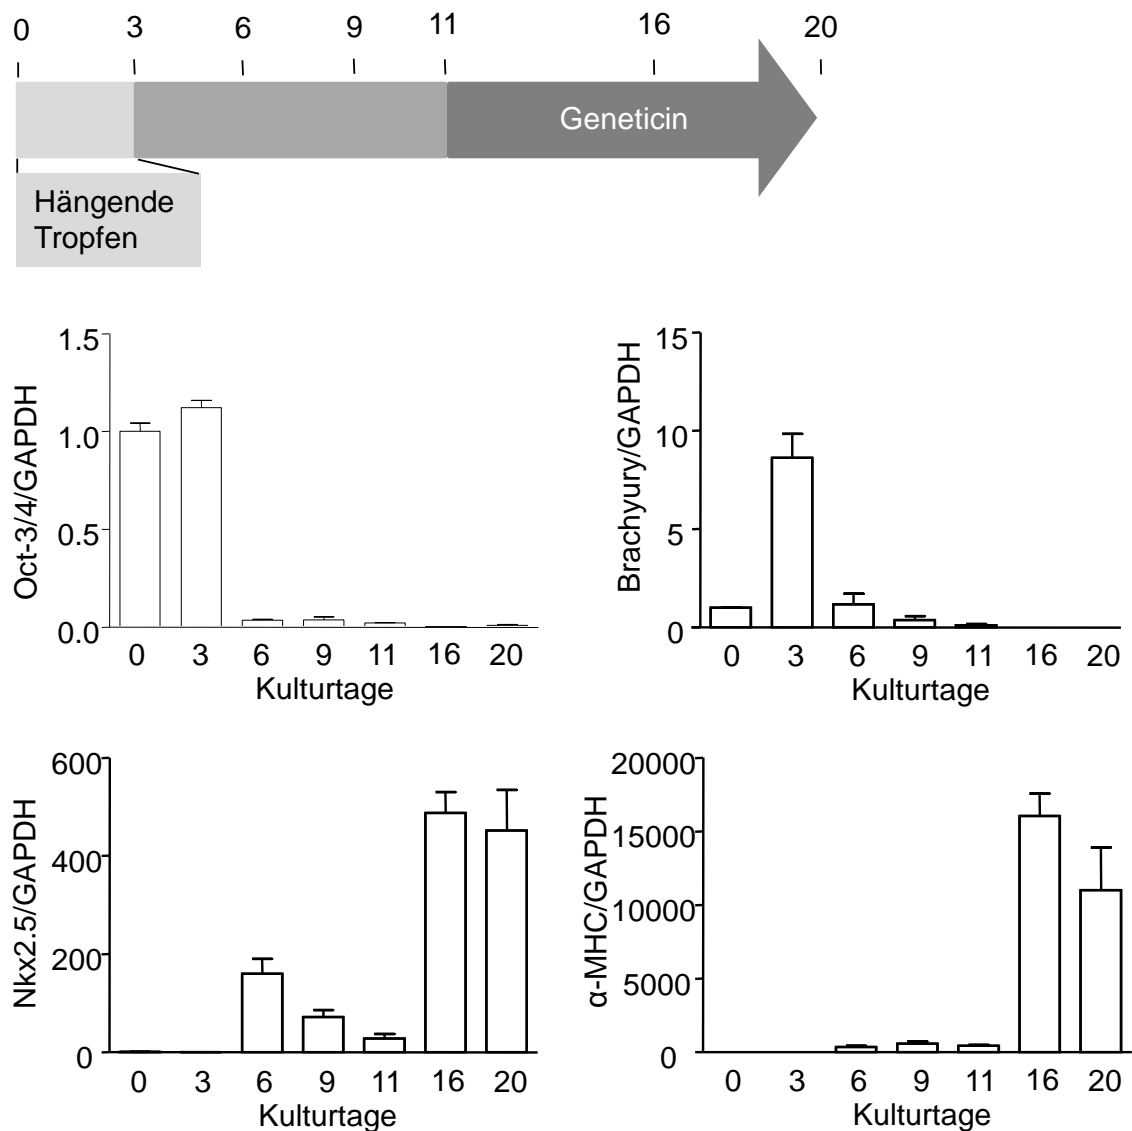 0 3 6 9 11 16 20
Geneticin
Hängende
Tropfen
Oct-3/4/GAPDH
1.5
1.0
0.5
0.0
0 3 6 9 11 16 20
Kulturtage
Brachyury/GAPDH
15
10
5
0
0 3 6 9 11 16 20
Kulturtage
Nkx2.5/GAPDH
600
400
200
0
0 3 6 9 11 16 20
Kulturtage
α-MHC/GAPDH
20000
15000
10000
5000
0
0 3 6 9 11 16 20
Kulturtage